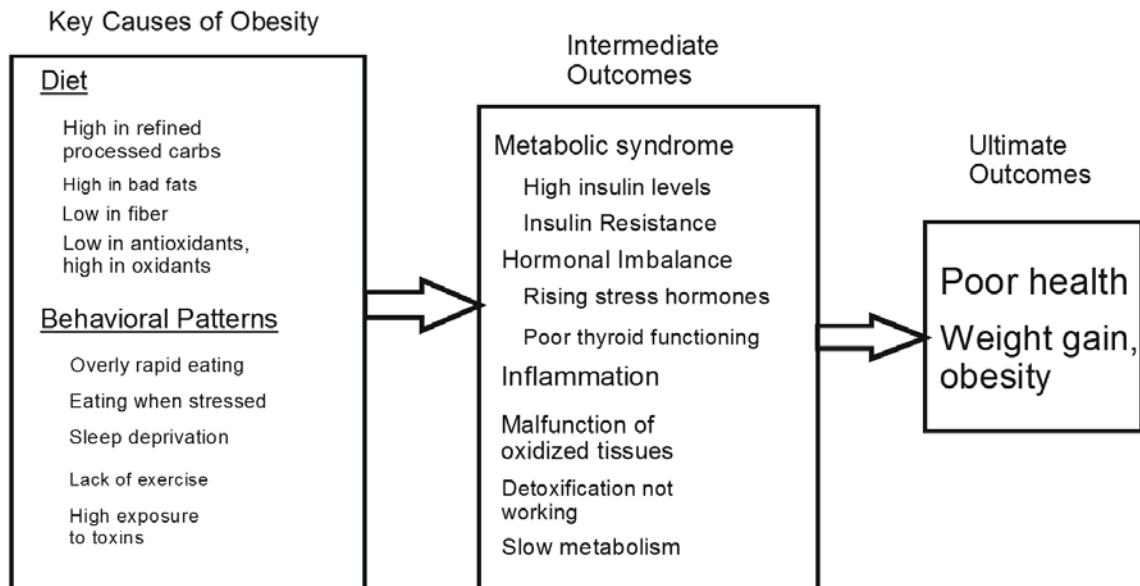 Key Causes of Obesity
Diet
High in refined
processed carbs
High in bad fats
Low in fiber
Low in antioxidants,
high in oxidants
Behavioral Patterns
Overly rapid eating
Eating when stressed
Sleep deprivation
Lack of exercise
High exposure
to toxins
Intermediate
Outcomes
Metabolic syndrome
High insulin levels
Insulin Resistance
Hormonal Imbalance
Rising stress hormones
Poor thyroid functioning
Inflammation
Malfunction of
oxidized tissues
Detoxification not
working
Slow metabolism
Ultimate
Outcomes
Poor health
Weight gain,
obesity